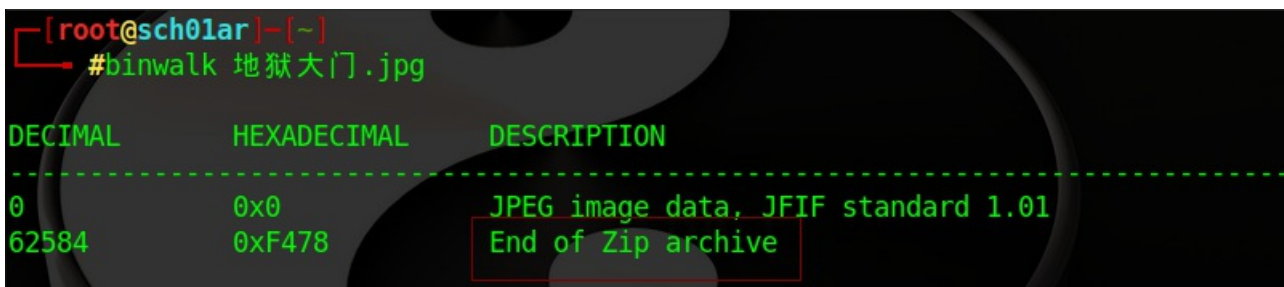 [root@sch01ar]─[~]
#binwalk 地狱大门.jpg
DECIMAL HEXADECIMAL DESCRIPTION
--------------------------------------------------------------------------------
0 0x0 JPEG image data, JFIF standard 1.01
62584 0xF478 End of Zip archive